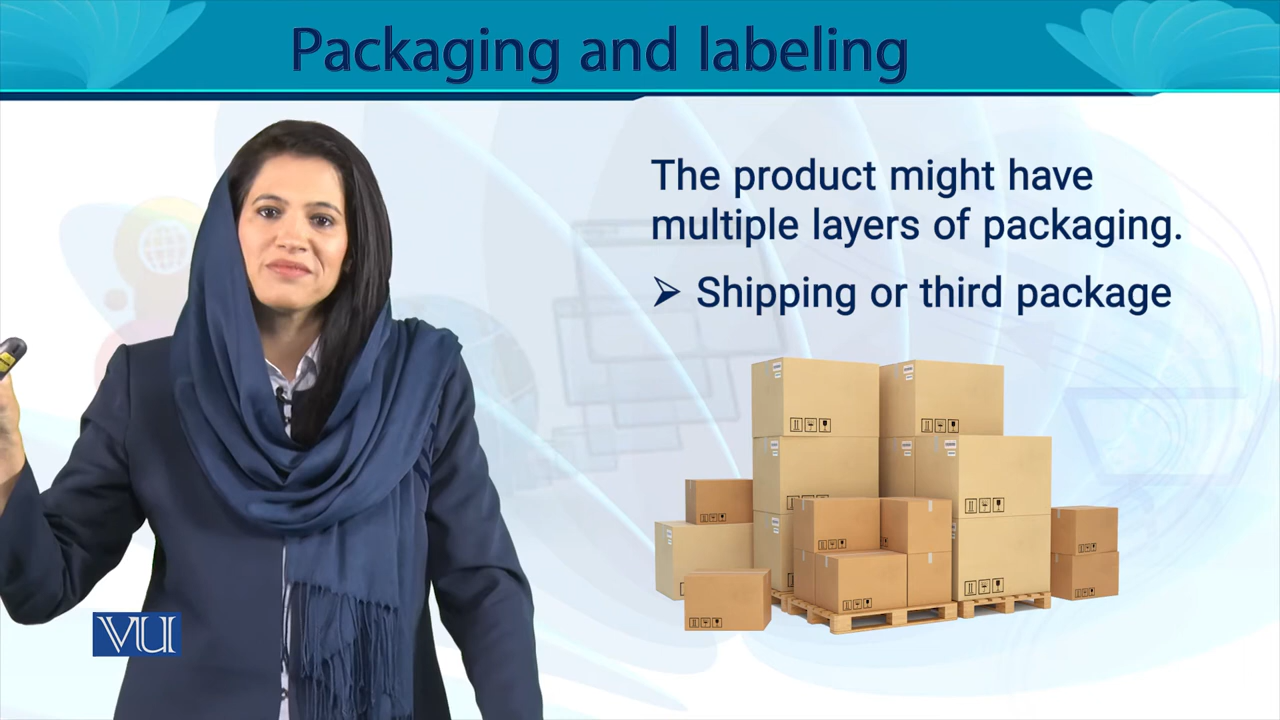 Packaging and labeling
The product might have
multiple layers of packaging.
➢ Shipping or third package
VU